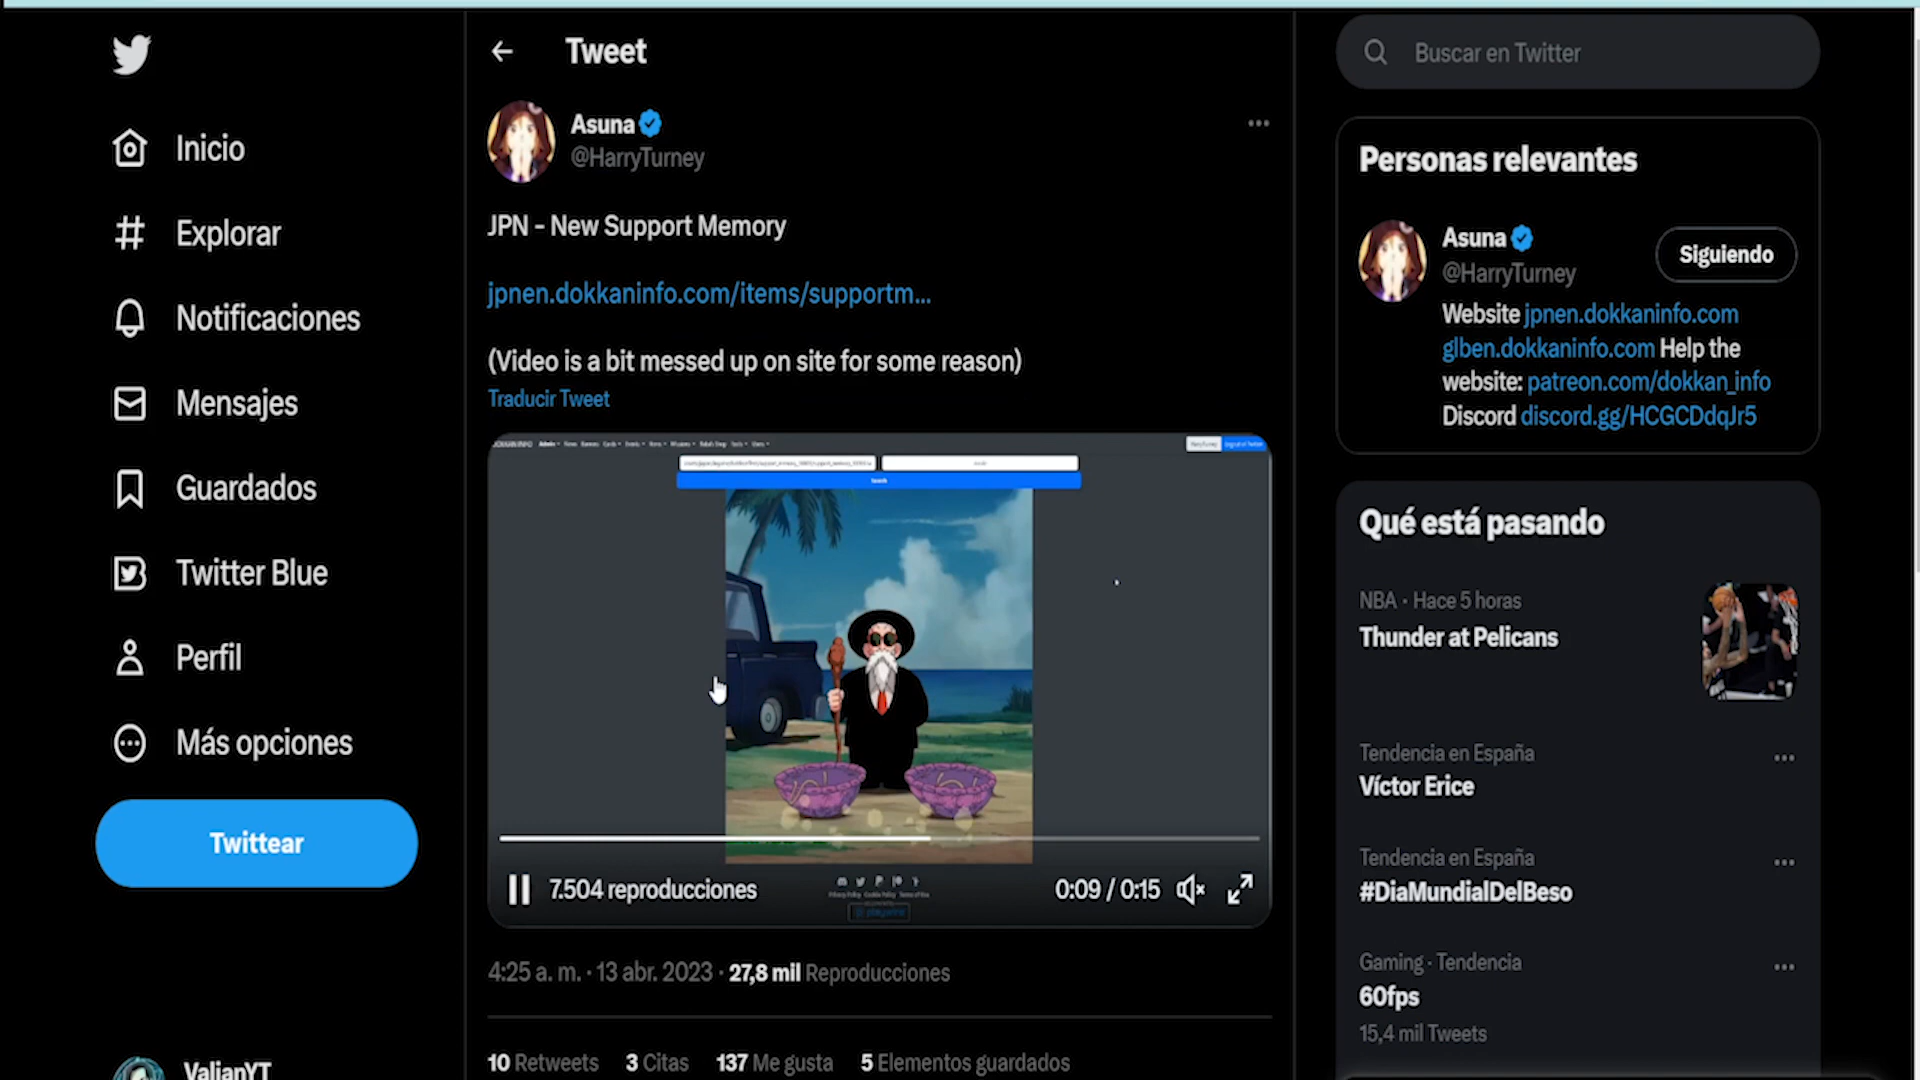 Inicio
Explorar
Notificaciones
Mensajes
Guardados
Twitter Blue
Perfil
Más opciones
Twittear
ValianYT
Tweet
Asuna
@HarryTurney
JPN - New Support Memory
jpnen.dokkaninfo.com/items/supportm...
(Video is a bit messed up on site for some reason)
Traducir Tweet
7.504 reproducciones
0:09 / 0:15
4:25 a. m. · 13 abr. 2023 · 27,8 mil Reproducciones
10 Retweets 3 Citas 137 Me gusta 5 Elementos guardados
Buscar en Twitter
Personas relevantes
Asuna
@HarryTurney
Siguiendo
Website jpnen.dokkaninfo.com
glben.dokkaninfo.com Help the
website: patreon.com/dokkan_info
Discord discord.gg/HCGCDdqJr5
Qué está pasando
NBA · Hace 5 horas
Thunder at Pelicans
Tendencia en España
Víctor Erice
Tendencia en España
#DiaMundialDelBeso
Gaming · Tendencia
60fps
15,4 mil Tweets